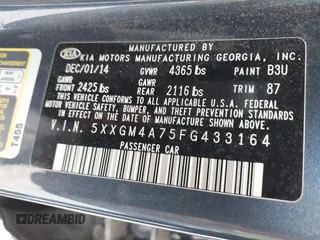 MANUFACTURED BY
KIA KIA MOTORS MANUFACTURING GEORGIA, INC.
DEC/01/14 GVWR 4365 lbs PAINT B3U
GAWR
FRONT 2425 lbs REAR 2116 lbs TRIM 87
THIS VEHICLE CONFORMS TO ALL APPLICABLE U.S.
FEDERAL MOTOR VEHICLE SAFETY, BUMPER, AND
THEFT PREVENTION STANDARDS IN EFFECT ON THE
DATE OF MANUFACTURE SHOWN ABOVE.
V.I.N. 5XXGM4A75FG433164
PASSENGER CAR
T455
DREAMBID